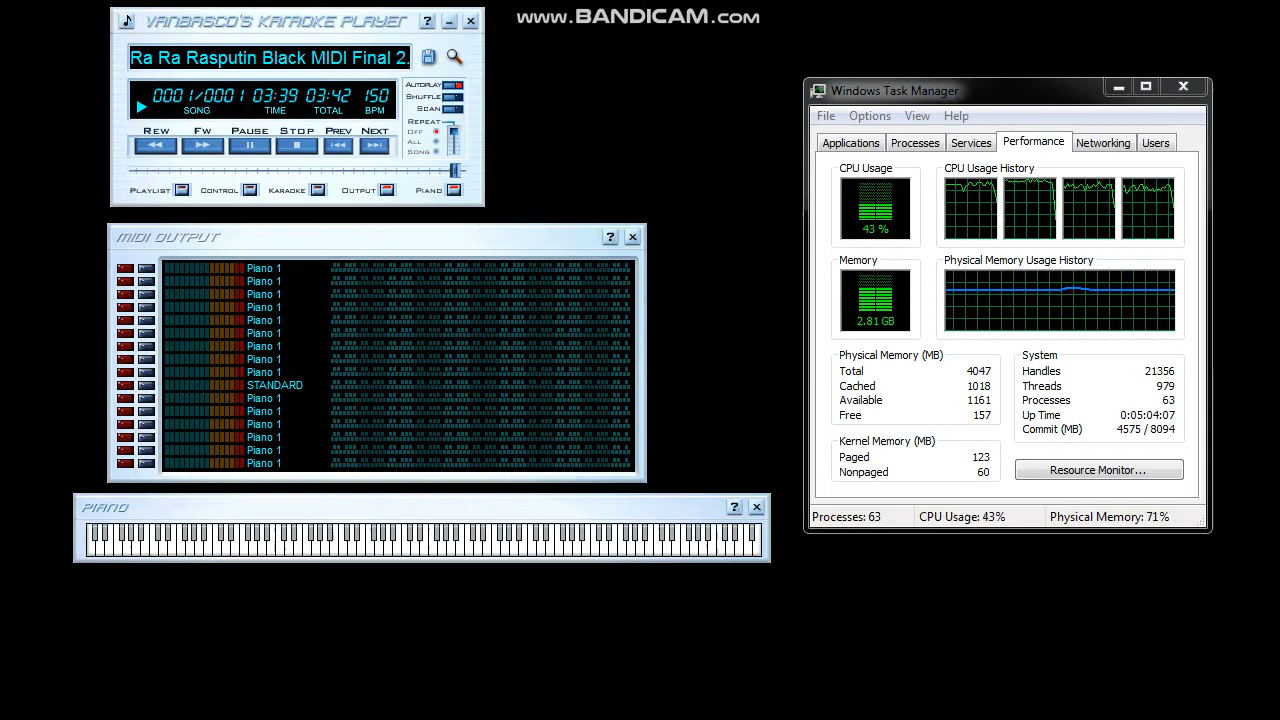 www.BANDICAM.com
VANBASCO'S KARAOKE PLAYER
?
Ra Ra Rasputin Black MIDI Final 2.
0001/0001 03:39 03:42 150
SONG TIME TOTAL BPM
AUTOPLAY
SHUFFLE
SCAN
REPEAT
OFF
ALL
SONG
REW FW PAUSE STOP PREV NEXT
PLAYLIST CONTROL KARAOKE OUTPUT PIANO
MIDI OUTPUT
?
Piano 1
Piano 1
Piano 1
Piano 1
Piano 1
Piano 1
Piano 1
Piano 1
Piano 1
STANDARD
Piano 1
Piano 1
Piano 1
Piano 1
Piano 1
Piano 1
PIANO
?
Windows Task Manager
File Options View Help
Applications Processes Services Performance Networking Users
CPU Usage CPU Usage History
43 %
Memory Physical Memory Usage History
2.81 GB
Physical Memory (MB)
Total 4047
Cached 1018
Available 1161
Free 157
Kernel Memory (MB)
Paged 123
Nonpaged 60
System
Handles 21356
Threads 979
Processes 63
Up Time 0:05:04:07
Commit (MB) 4575 / 8094
Resource Monitor...
Processes: 63 CPU Usage: 43% Physical Memory: 71%